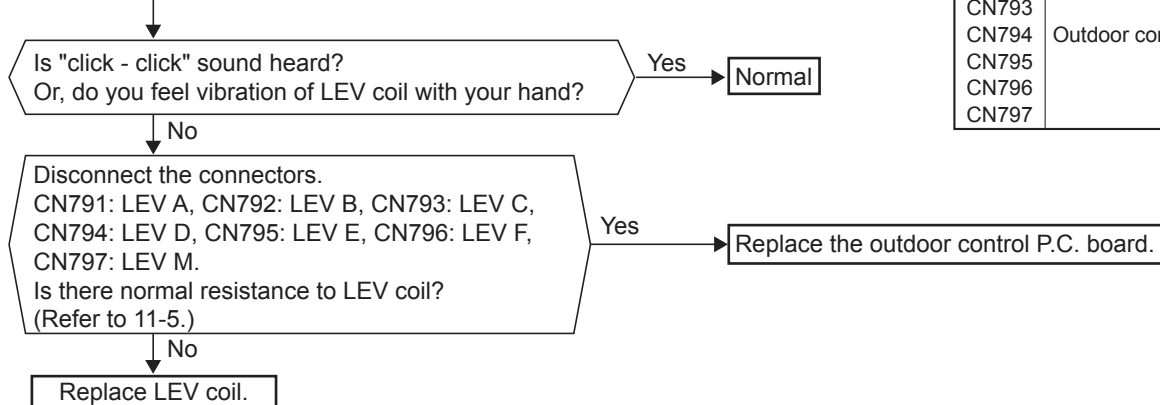 CN793
CN794 Outdoor
CN795
CN796
CN797
Is "click - click" sound heard?
Or, do you feel vibration of LEV coil with your hand?
Yes
Normal
No
Disconnect the connectors.
CN791: LEV A, CN792: LEV B, CN793: LEV C,
CN794: LEV D, CN795: LEV E, CN796: LEV F,
CN797: LEV M.
Is there normal resistance to LEV coil?
(Refer to 11-5.)
Yes
Replace the outdoor control P.C. board.
No
Replace LEV coil.